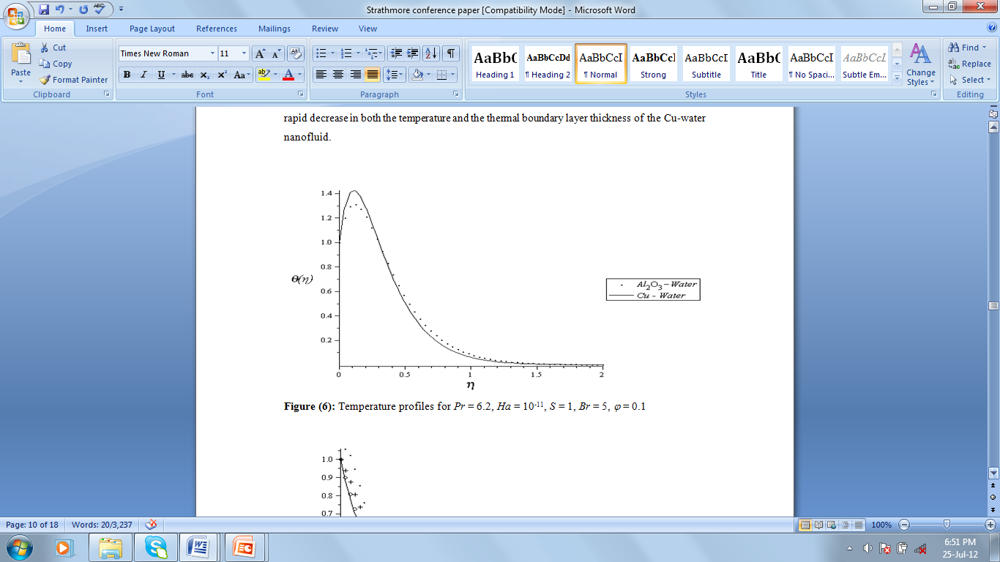 Strathmore conference paper [Compatibility Mode] - Microsoft Word
Home Insert Page Layout References Mailings Review View
Paste
Cut
Copy
Format Painter
Clipboard
Times New Roman 11
B I U abc x₂ x² Aa
Font
Paragraph
AaBbC AaBbCcDd AaBbCcI AaBbCcI AaBbCcI AaBbC AaBbCcI AaBbCcI
Heading 1 ¶ Heading 2 ¶ Normal Strong Subtitle Title ¶ No Spaci... Subtle Em...
Change
Styles
Styles
Find
Replace
Select
Editing
rapid decrease in both the temperature and the thermal boundary layer thickness of the Cu-water
nanofluid.
1.4
1.2
1.0
0.8
Θ(η)
0.6
0.4
0.2
0 0.5 1 1.5 2
η
Al₂O₃-Water
Cu - Water
Figure (6): Temperature profiles for Pr = 6.2, Ha = 10⁻¹¹, S = 1, Br = 5, φ = 0.1
1.0
0.9
0.8
0.7
Page: 10 of 18 Words: 20/3,237 100%
6:51 PM
25-Jul-12